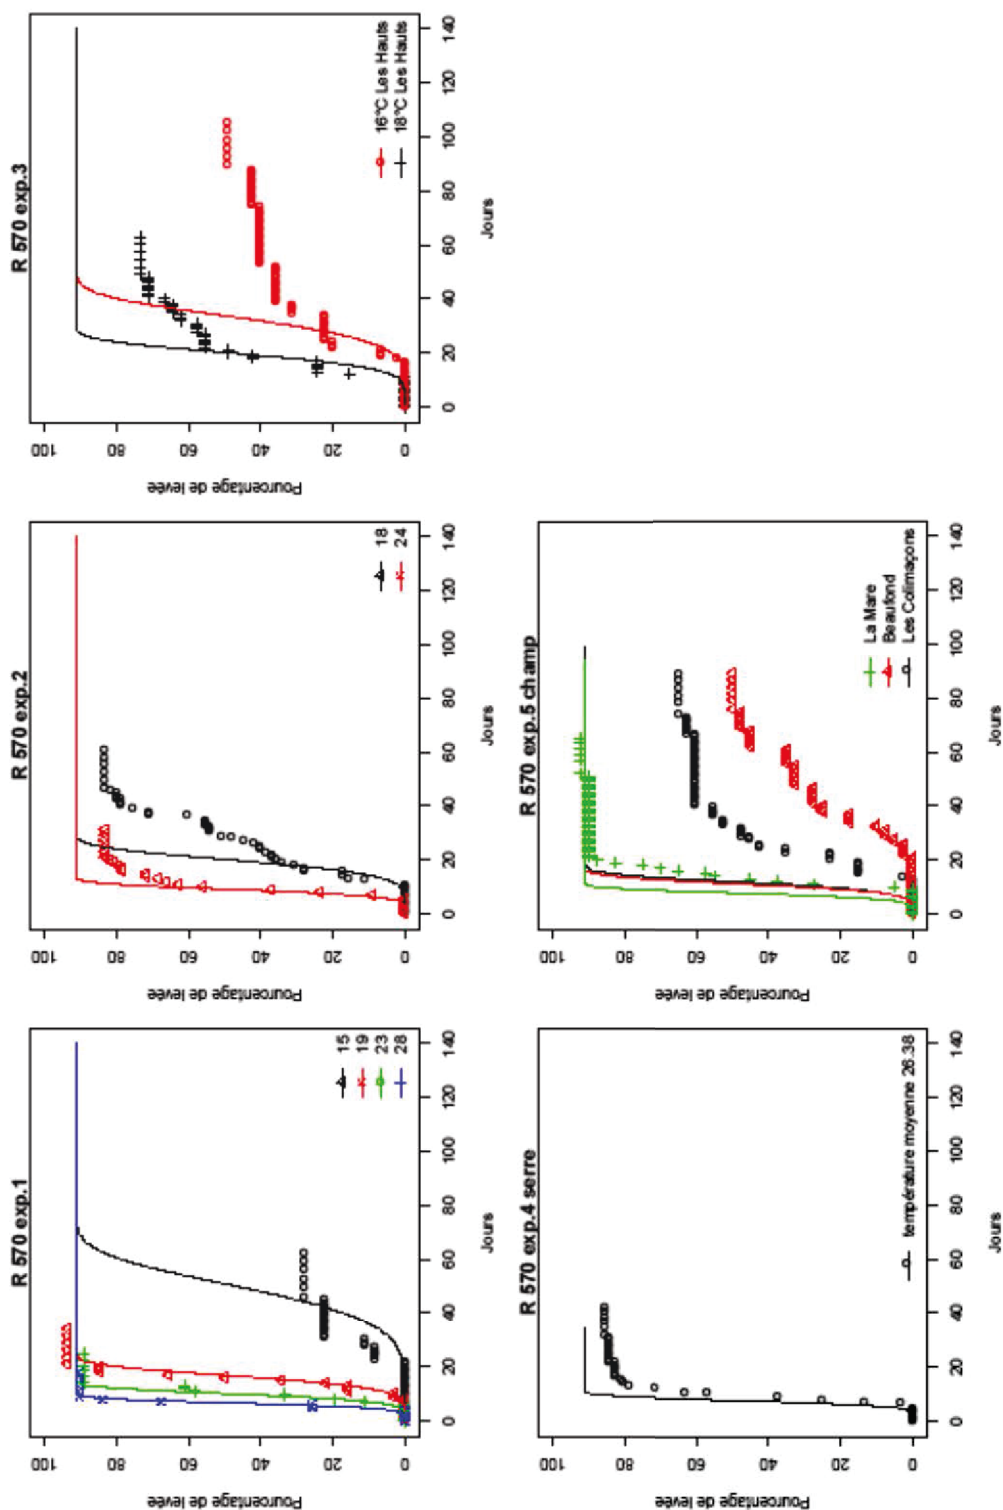 R 570 exp.1
Pourcentage de levée
100
80
60
40
20
0
0 20 40 60 80 100 120 140
Jours
15
19
23
28
R 570 exp.2
Pourcentage de levée
100
80
60
40
20
0
0 20 40 60 80 100 120 140
Jours
18
24
R 570 exp.3
Pourcentage de levée
100
80
60
40
20
0
0 20 40 60 80 100 120 140
Jours
16°C Les Hauts
18°C Les Hauts
R 570 exp.4 serre
Pourcentage de levée
100
80
60
40
20
0
0 20 40 60 80 100 120 140
Jours
température moyenne 26.38
R 570 exp.5 champ
Pourcentage de levée
100
80
60
40
20
0
0 20 40 60 80 100 120 140
Jours
La Mare
Beaufond
Les Colimaçons